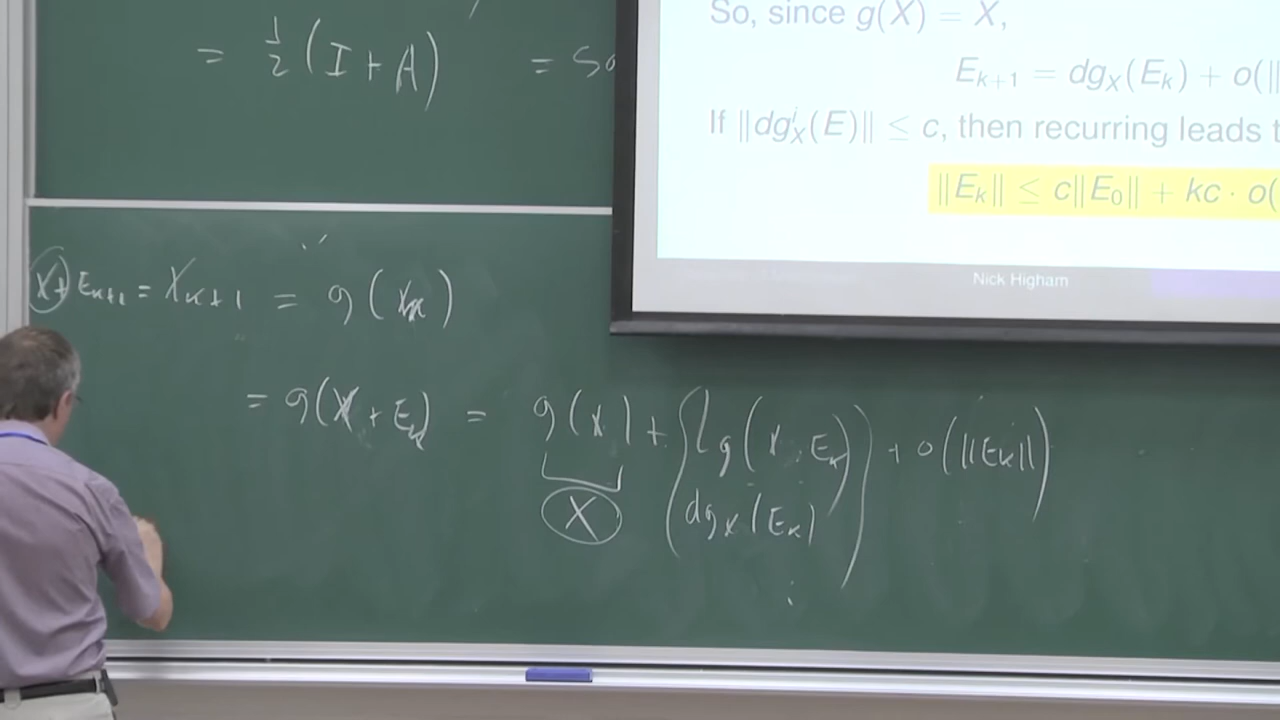 = 1/2 (I + A) = So
So, since g(X) = X,
E_{k+1} = dg_X(E_k) + o(‖
If ‖dg^i_X(E)‖ ≤ c, then recurring leads t
‖E_k‖ ≤ c‖E_0‖ + kc · o(
Nick Higham
X + E_{k+1} = X_{k+1} = g(X_k)
= g(X + E_k) = g(X) + (L_g(X, E_k)) + o(‖E_k‖)
X (dg_X(E_k))